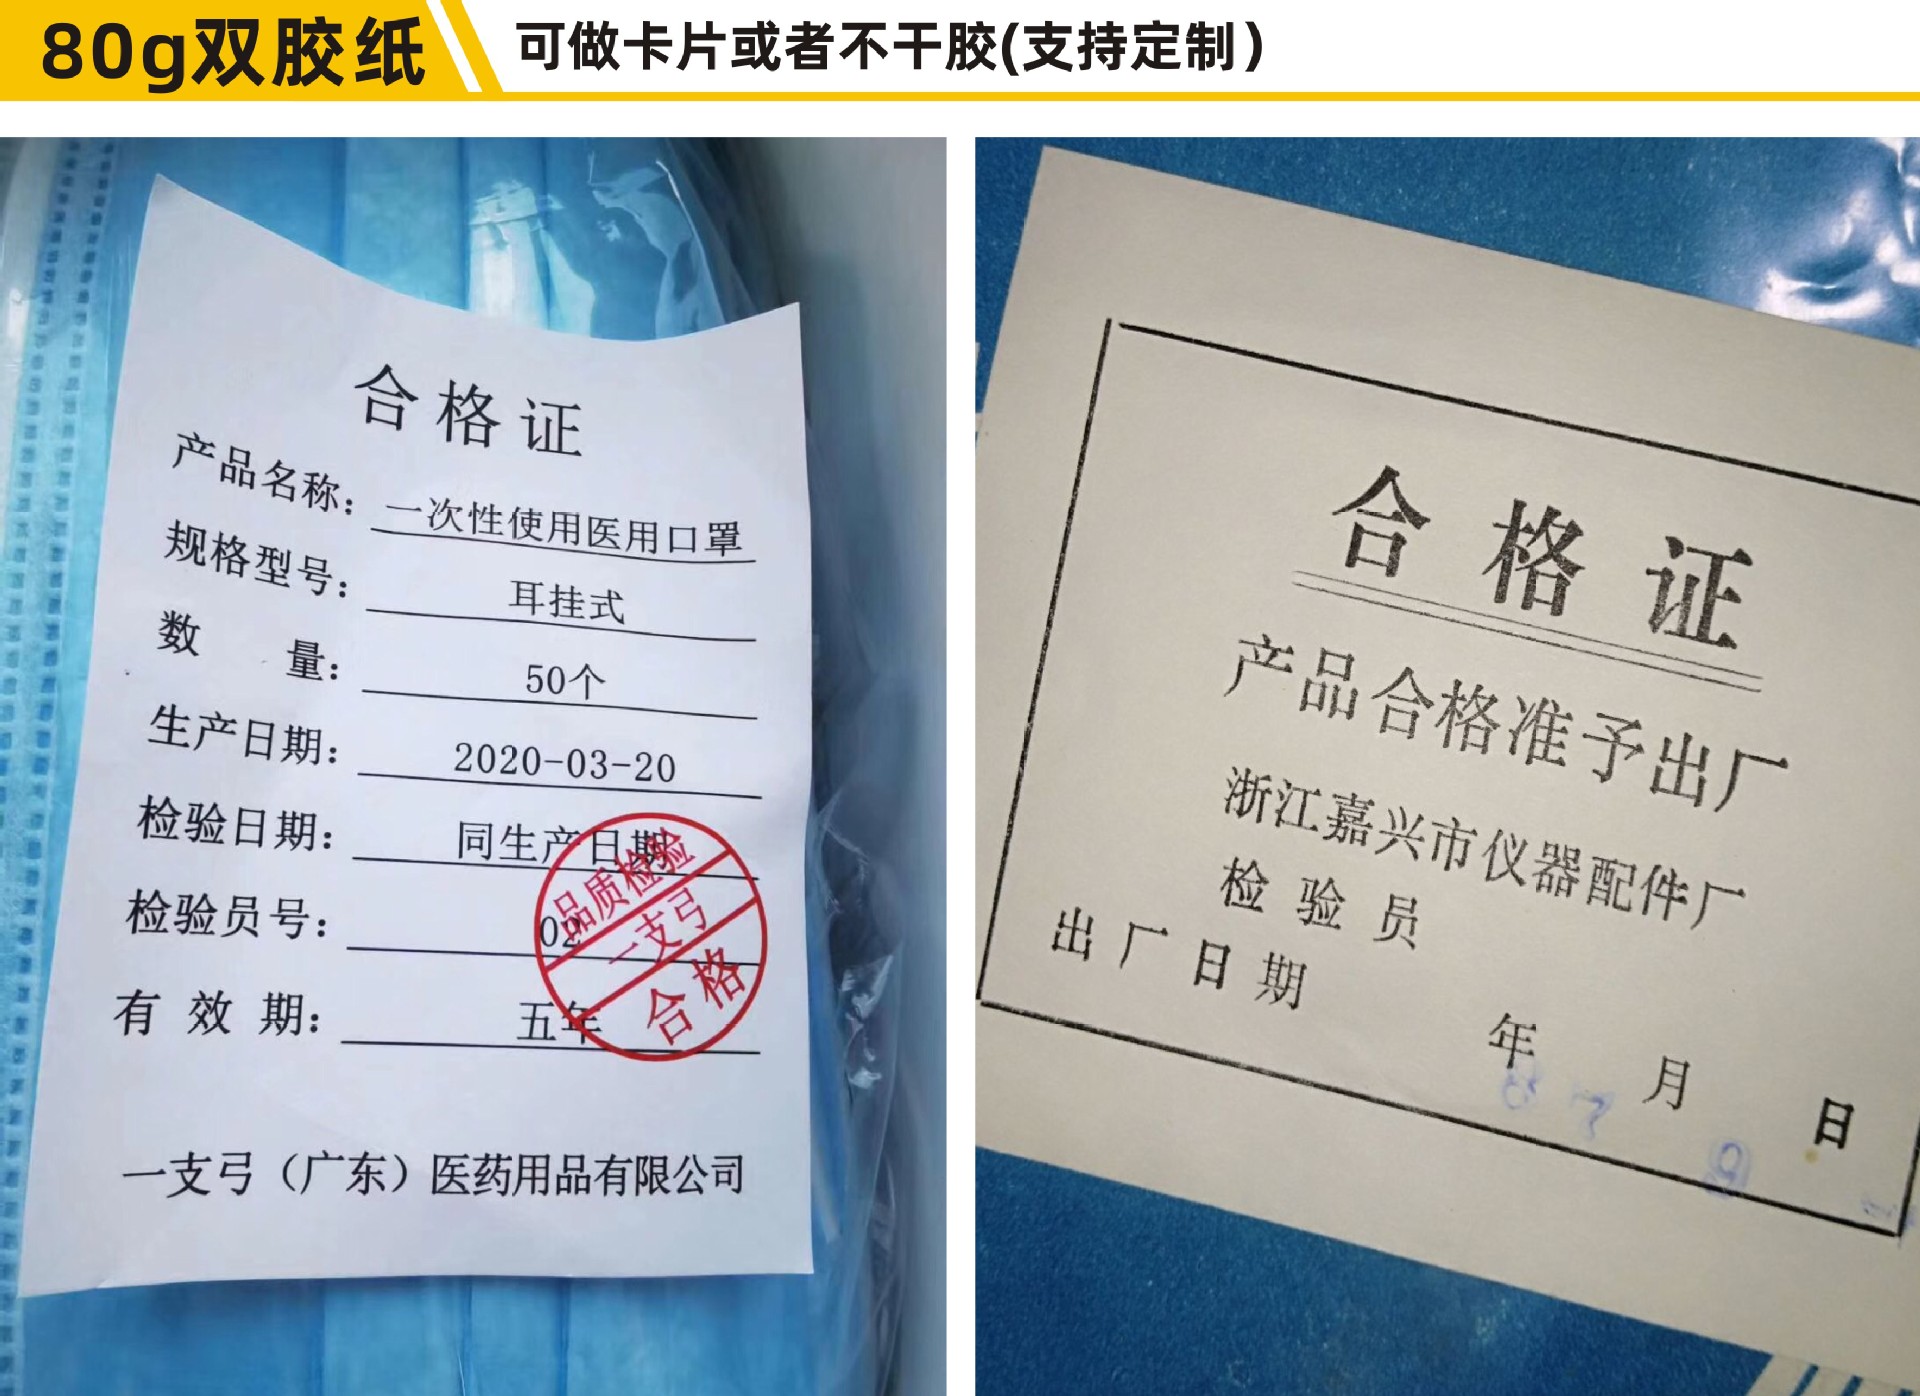 80g双胶纸
可做卡片或者不干胶(支持定制)
合格证
产品名称：一次性使用医用口罩
规格型号：耳挂式
数 量：50个
生产日期：2020-03-20
检验日期：同生产日期
检验员号：02
有效期：五年
品质检验
一支弓
合格
一支弓（广东）医药用品有限公司
合格证
产品合格准予出厂
浙江嘉兴市仪器配件厂
检验员
出厂日期
年 月 日